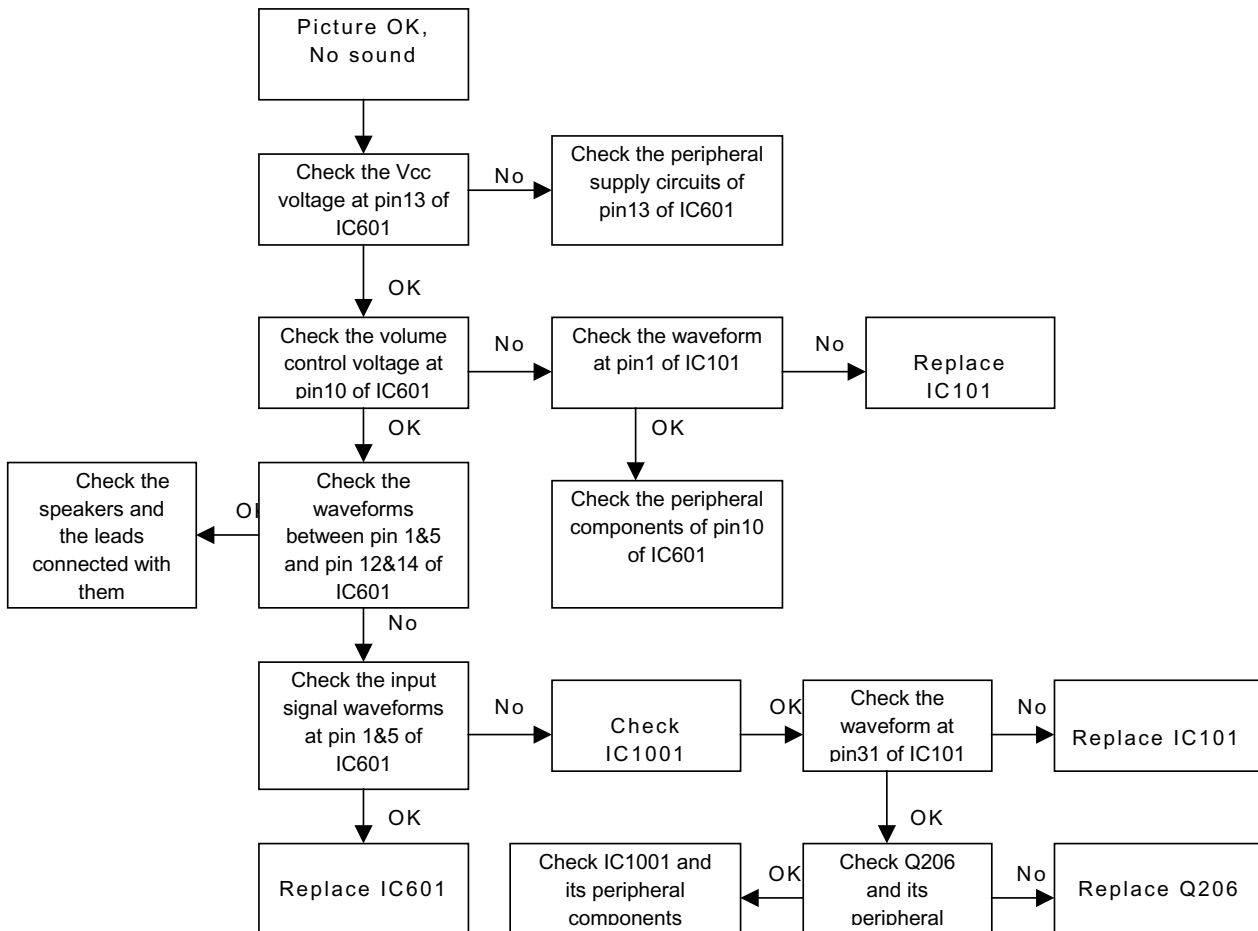 Picture OK,
No sound
Check the Vcc
voltage at pin13 of
IC601
No
Check the peripheral
supply circuits of
pin13 of IC601
OK
Check the volume
control voltage at
pin10 of IC601
No
Check the waveform
at pin1 of IC101
No
Replace
IC101
OK
OK
Check the
speakers and
the leads
connected with
them
OK
Check the
waveforms
between pin 1&5
and pin 12&14 of
IC601
Check the peripheral
components of pin10
of IC601
No
Check the input
signal waveforms
at pin 1&5 of
IC601
No
Check
IC1001
OK
Check the
waveform at
pin31 of IC101
No
Replace IC101
OK
OK
Replace IC601
Check IC1001 and
its peripheral
components
OK
Check Q206
and its
peripheral
No
Replace Q206